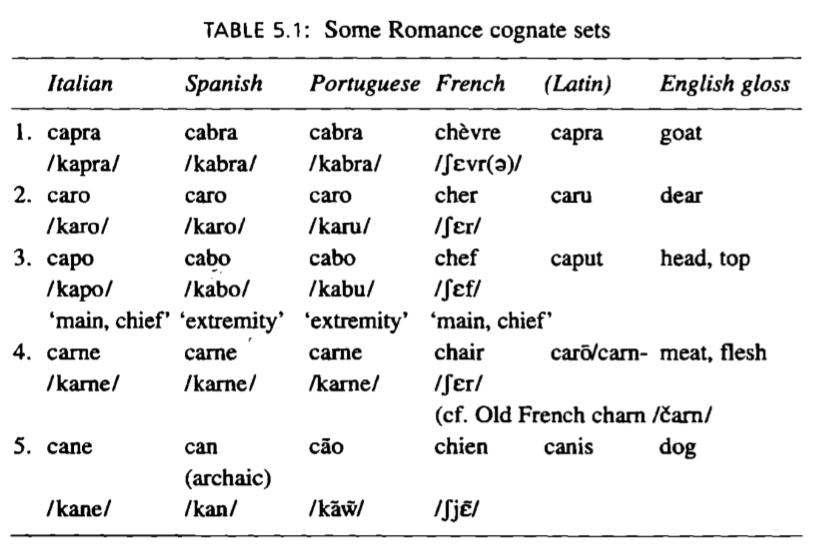 TABLE 5.1: Some Romance cognate sets
Italian Spanish Portuguese French (Latin) English gloss
1. capra cabra cabra chèvre capra goat
/kapra/ /kabra/ /kabra/ /ʃɛvr(ə)/
2. caro caro caro cher caru dear
/karo/ /karo/ /karu/ /ʃɛr/
3. capo cabo cabo chef caput head, top
/kapo/ /kabo/ /kabu/ /ʃɛf/
‘main, chief’ ‘extremity’ ‘extremity’ ‘main, chief’
4. carne carne carne chair carō/carn- meat, flesh
/karne/ /karne/ /karne/ /ʃɛr/
(cf. Old French charn /čarn/
5. cane can cão chien canis dog
(archaic)
/kane/ /kan/ /kãw̃/ /ʃjɛ̃/